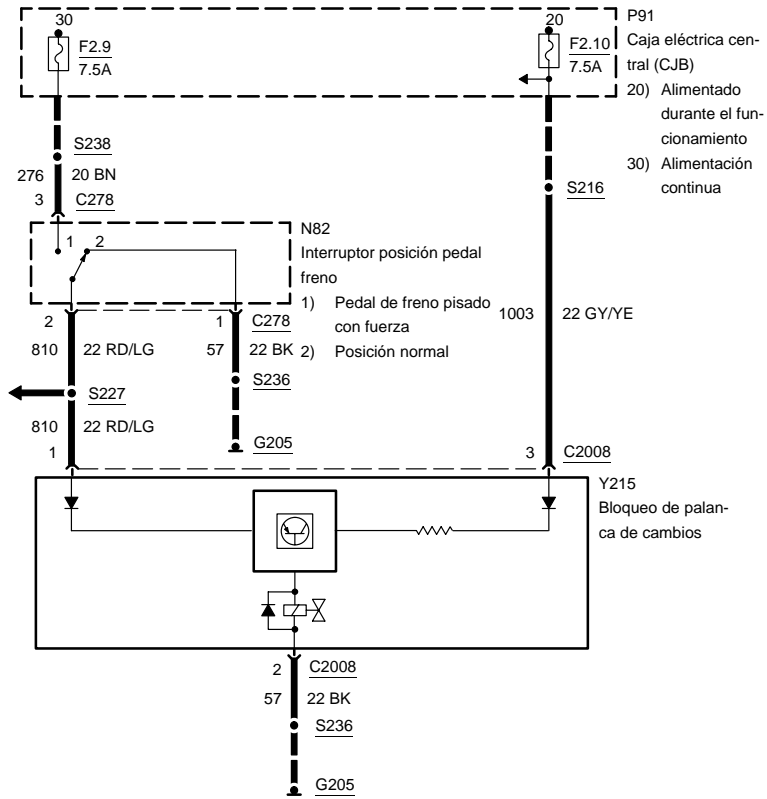 30
20
P91
F2.9
7.5A
F2.10
7.5A
Caja eléctrica cen-
tral (CJB)
20) Alimentado
durante el fun-
cionamiento
30) Alimentación
continua
S238
276 20 BN
3 C278
S216
1 2
N82
Interruptor posición pedal
freno
1) Pedal de freno pisado
con fuerza
2) Posición normal
2
1 C278
810 22 RD/LG
57 22 BK
1003 22 GY/YE
S236
S227
810 22 RD/LG
G205
1
3 C2008
Y215
Bloqueo de palan-
ca de cambios
2 C2008
57 22 BK
S236
G205